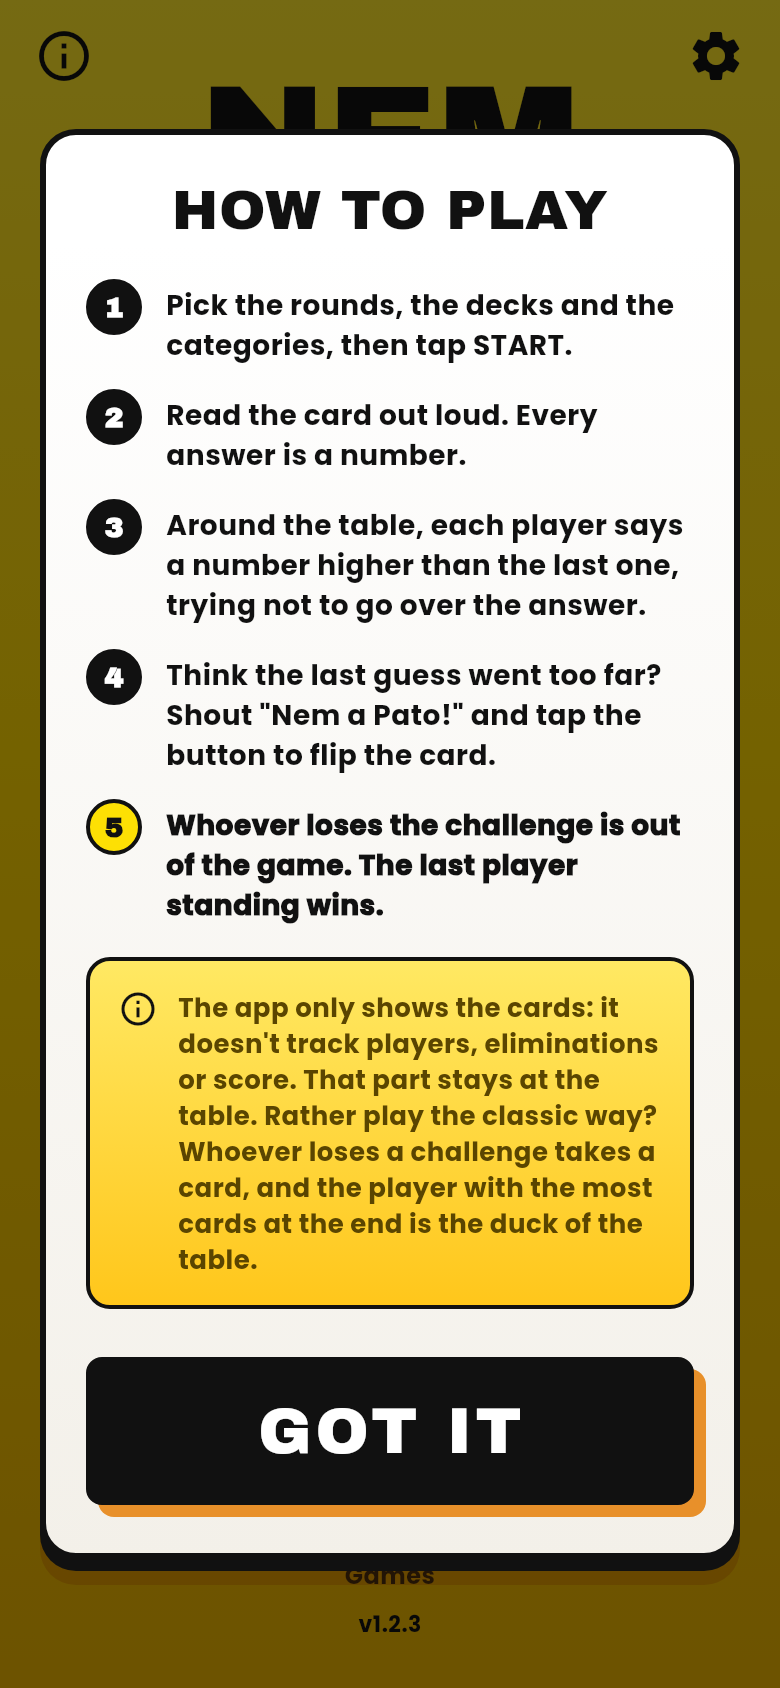 NEM
HOW TO PLAY
1 Pick the rounds, the decks and the
categories, then tap START.
2 Read the card out loud. Every
answer is a number.
3 Around the table, each player says
a number higher than the last one,
trying not to go over the answer.
4 Think the last guess went too far?
Shout "Nem a Pato!" and tap the
button to flip the card.
5 Whoever loses the challenge is out
of the game. The last player
standing wins.
The app only shows the cards: it
doesn't track players, eliminations
or score. That part stays at the
table. Rather play the classic way?
Whoever loses a challenge takes a
card, and the player with the most
cards at the end is the duck of the
table.
GOT IT
Games
v1.2.3